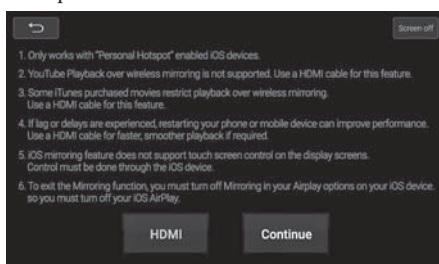 Screen off
1. Only works with "Personal Hotspot" enabled iOS devices.
2. YouTube Playback over wireless mirroring is not supported. Use a HDMI cable for this feature.
3. Some iTunes purchased movies restrict playback over wireless mirroring.
Use a HDMI cable for this feature.
4. If lag or delays are experienced, restarting your phone or mobile device can improve performance.
Use a HDMI cable for faster, smoother playback if required.
5. iOS mirroring feature does not support touch screen control on the display screens.
Control must be done through the iOS device.
6. To exit the Mirroring function, you must turn off Mirroring in your Airplay options on your iOS device.
so you must turn off your iOS AirPlay.
HDMI
Continue